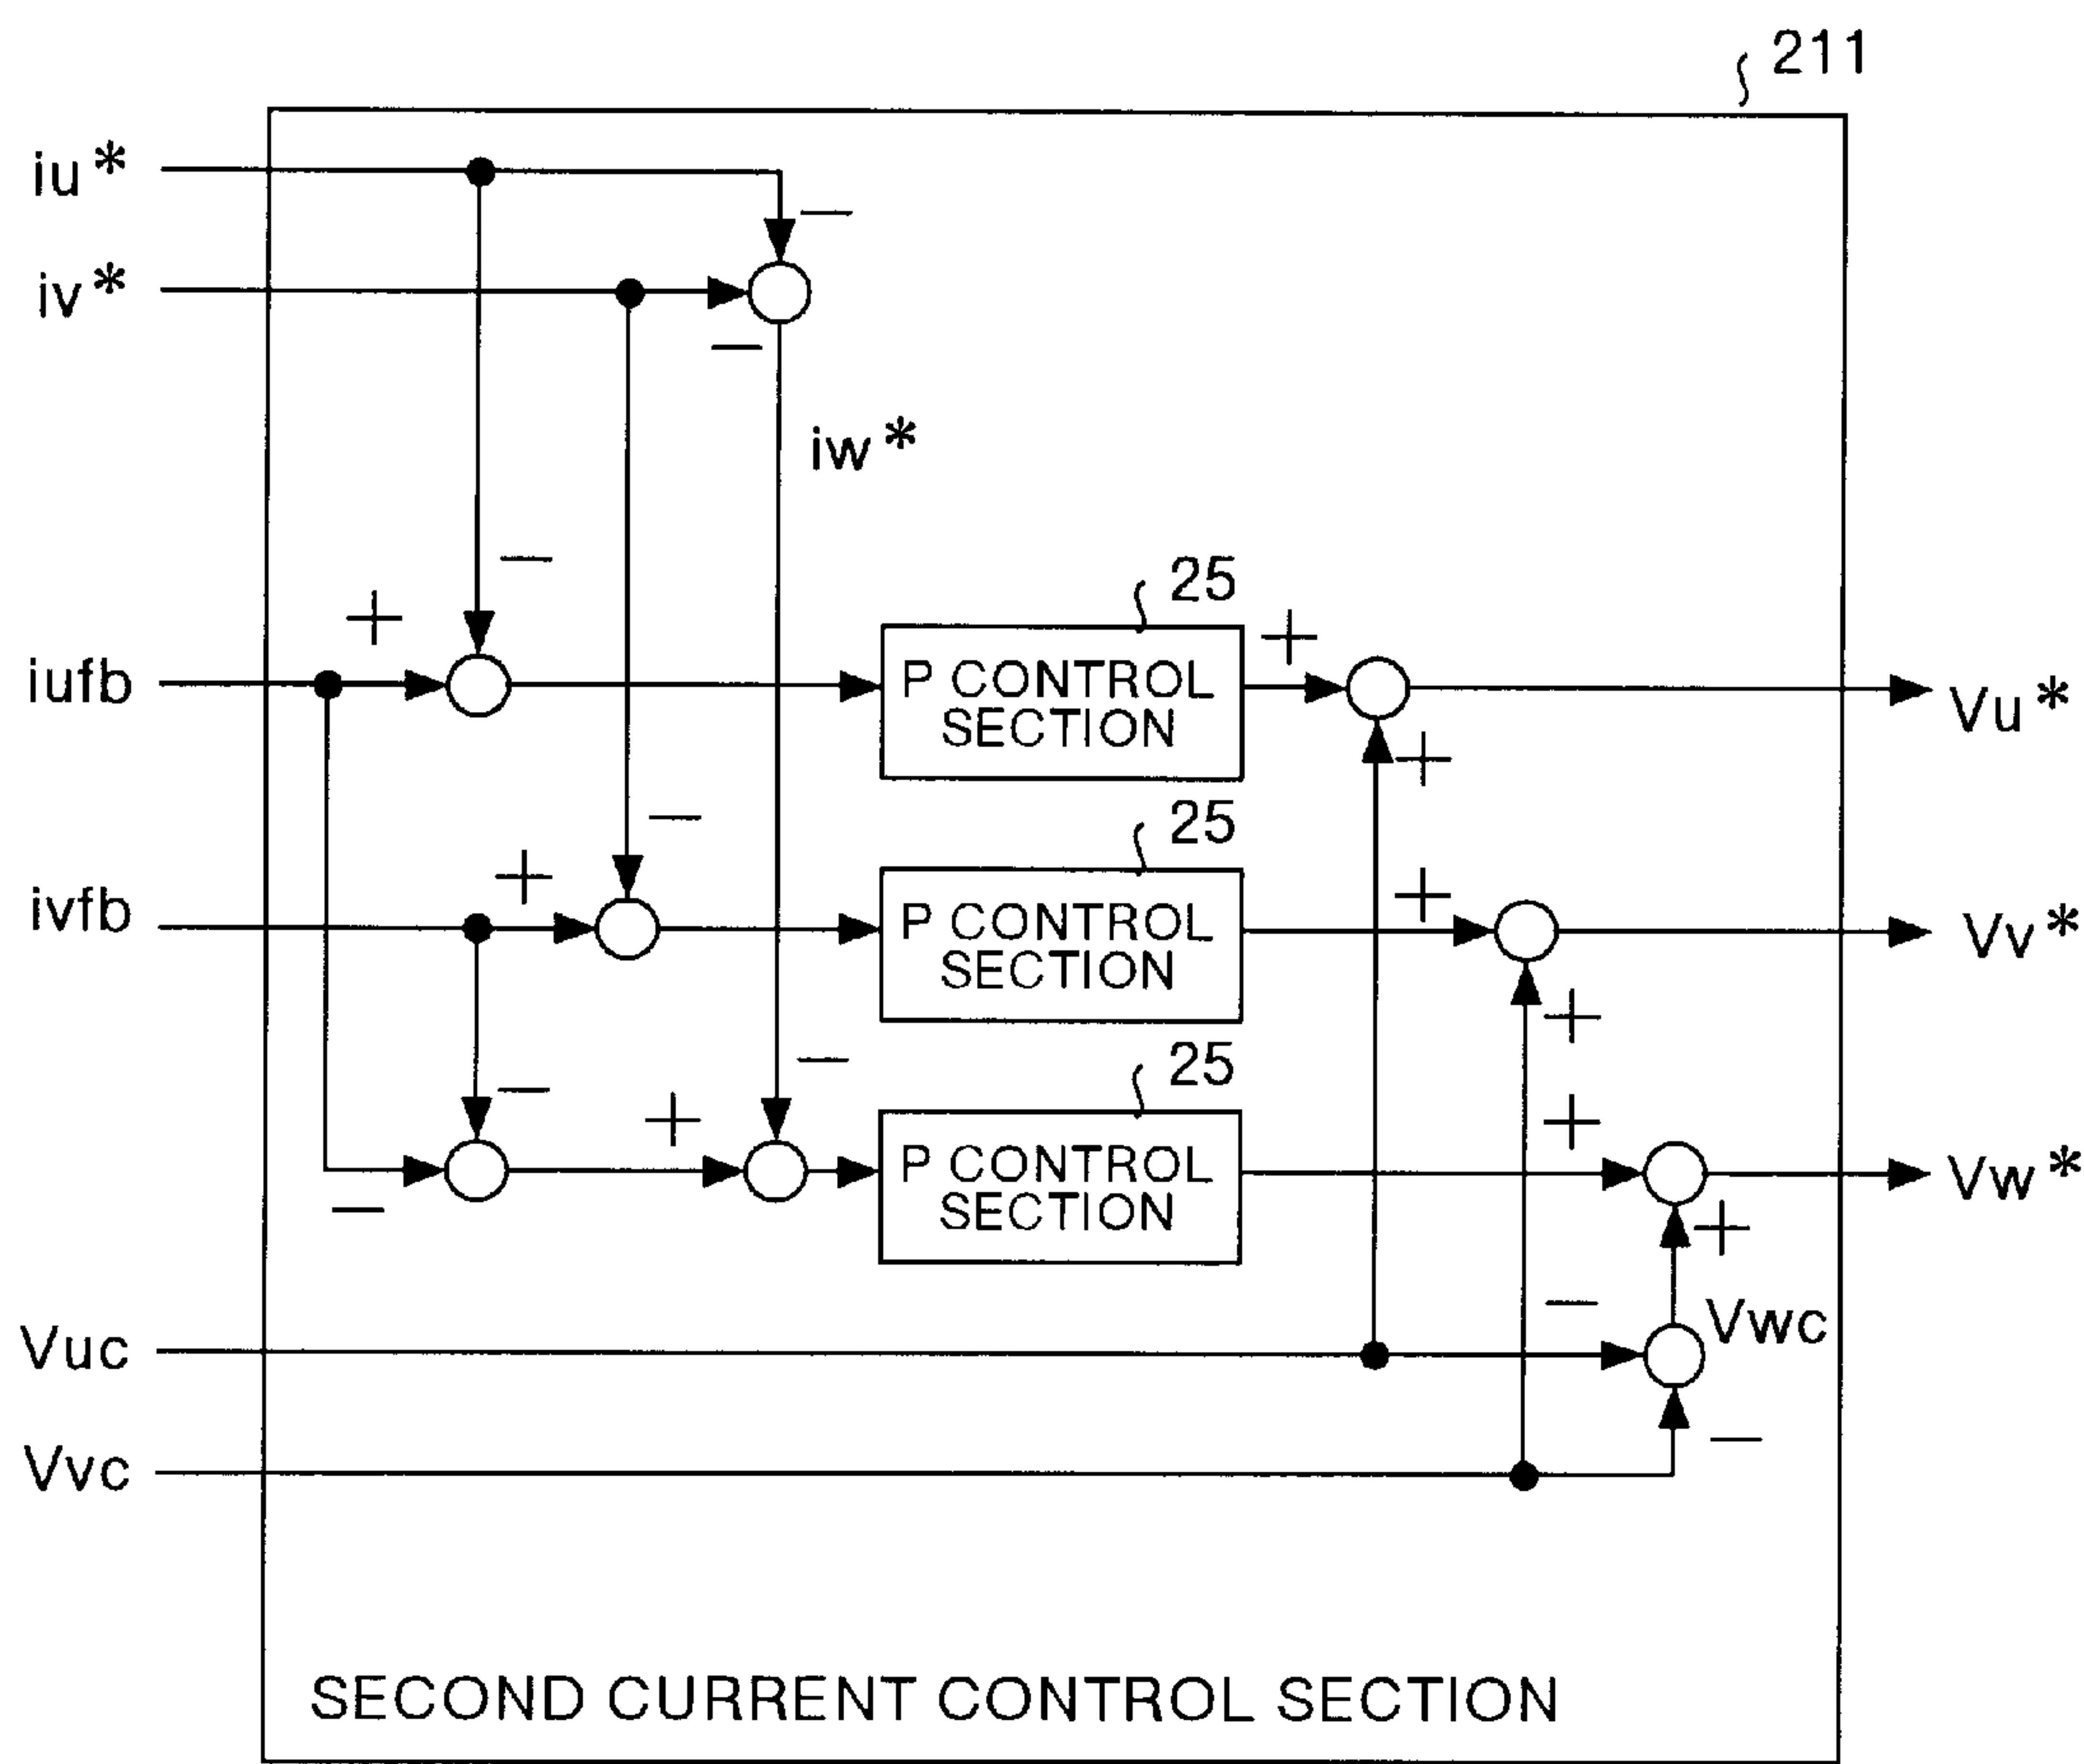 211
iu*
−
iv*
−
iw*
−
25
+
+
iufb
P CONTROL
SECTION
Vu*
+
−
25
+
+
ivfb
P CONTROL
SECTION
Vv*
+
−
25
−
+
+
P CONTROL
SECTION
Vw*
−
+
−
Vuc
Vwc
−
Vvc
SECOND CURRENT CONTROL SECTION